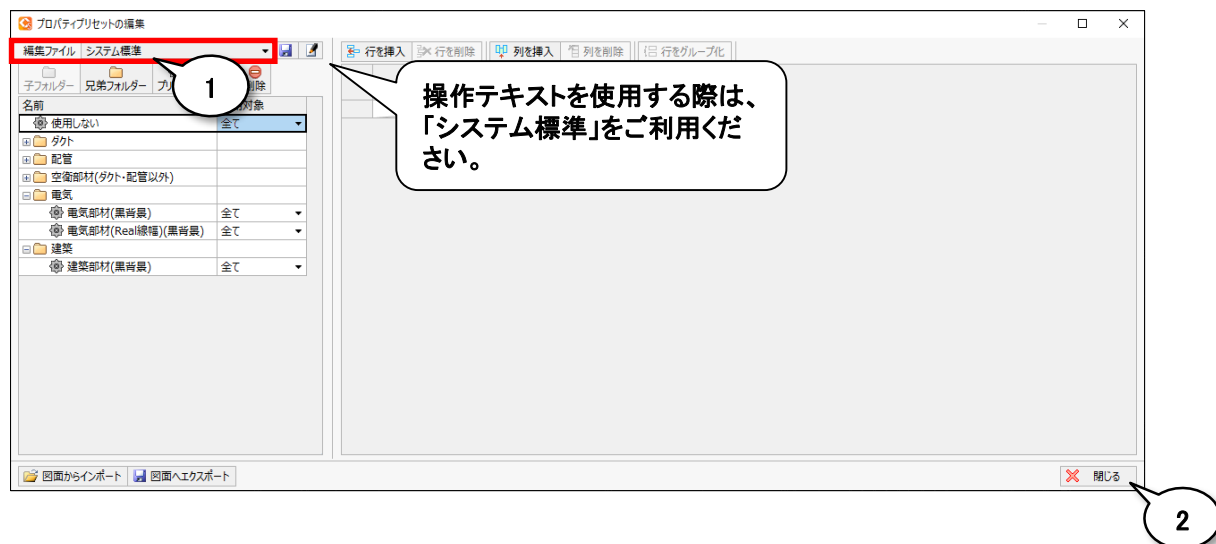 プロパティプリセットの編集
編集ファイル システム標準
行を挿入 行を削除 列を挿入 列を削除 行をグループ化
子フォルダー 兄弟フォルダー
1
操作テキストを使用する際は、
「システム標準」をご利用くだ
さい。
名前
使用しない 全て
ダクト
配管
空衛部材(ダクト・配管以外)
電気
電気部材(黒背景) 全て
電気部材(Real線幅)(黒背景) 全て
建築
建築部材(黒背景) 全て
図面からインポート 図面へエクスポート 閉じる
2